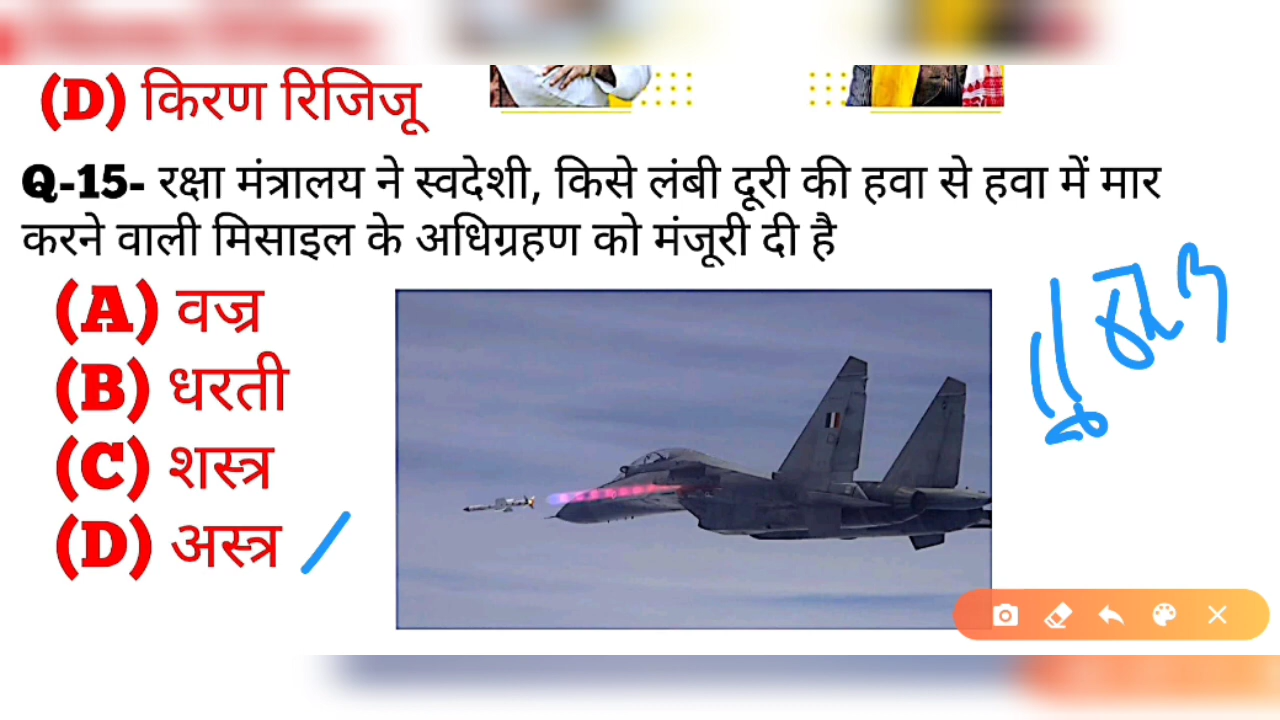 (D) किरण रिजिजू
Q-15- रक्षा मंत्रालय ने स्वदेशी, किसे लंबी दूरी की हवा से हवा में मार
करने वाली मिसाइल के अधिग्रहण को मंजूरी दी है
(A) वज्र
(B) धरती
(C) शस्त्र
(D) अस्त्र